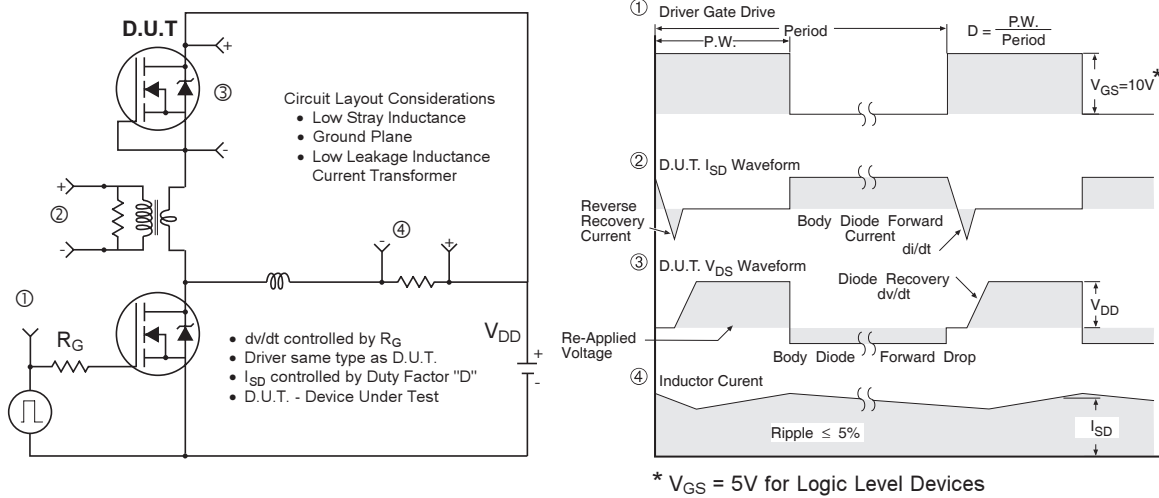 D.U.T
+
③
-
Circuit Layout Considerations
• Low Stray Inductance
• Ground Plane
• Low Leakage Inductance
Current Transformer
+
②
-
④
-
+
①
R_G
• dv/dt controlled by R_G
• Driver same type as D.U.T.
• I_SD controlled by Duty Factor "D"
• D.U.T. - Device Under Test
V_DD
+
-
① Driver Gate Drive
Period
P.W.
D = P.W. / Period
V_GS=10V *
② D.U.T. I_SD Waveform
Reverse
Recovery
Current
Body Diode Forward
Current
di/dt
③ D.U.T. V_DS Waveform
Diode Recovery
dv/dt
V_DD
Re-Applied
Voltage
Body Diode Forward Drop
④ Inductor Curent
Ripple ≤ 5%
I_SD
* V_GS = 5V for Logic Level Devices